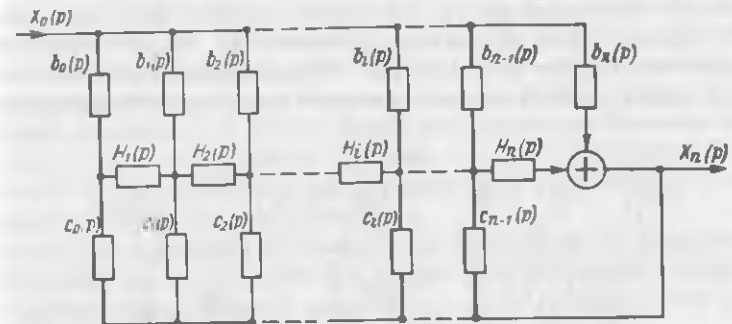 X₀(p)
b₀(p) b₁(p) b₂(p) bᵢ(p) bₙ₋₁(p) bₙ(p)
H₁(p) H₂(p) Hᵢ(p) Hₙ(p) Xₙ(p)
c₀(p) c₂(p) cᵢ(p) cₙ₋₁(p)